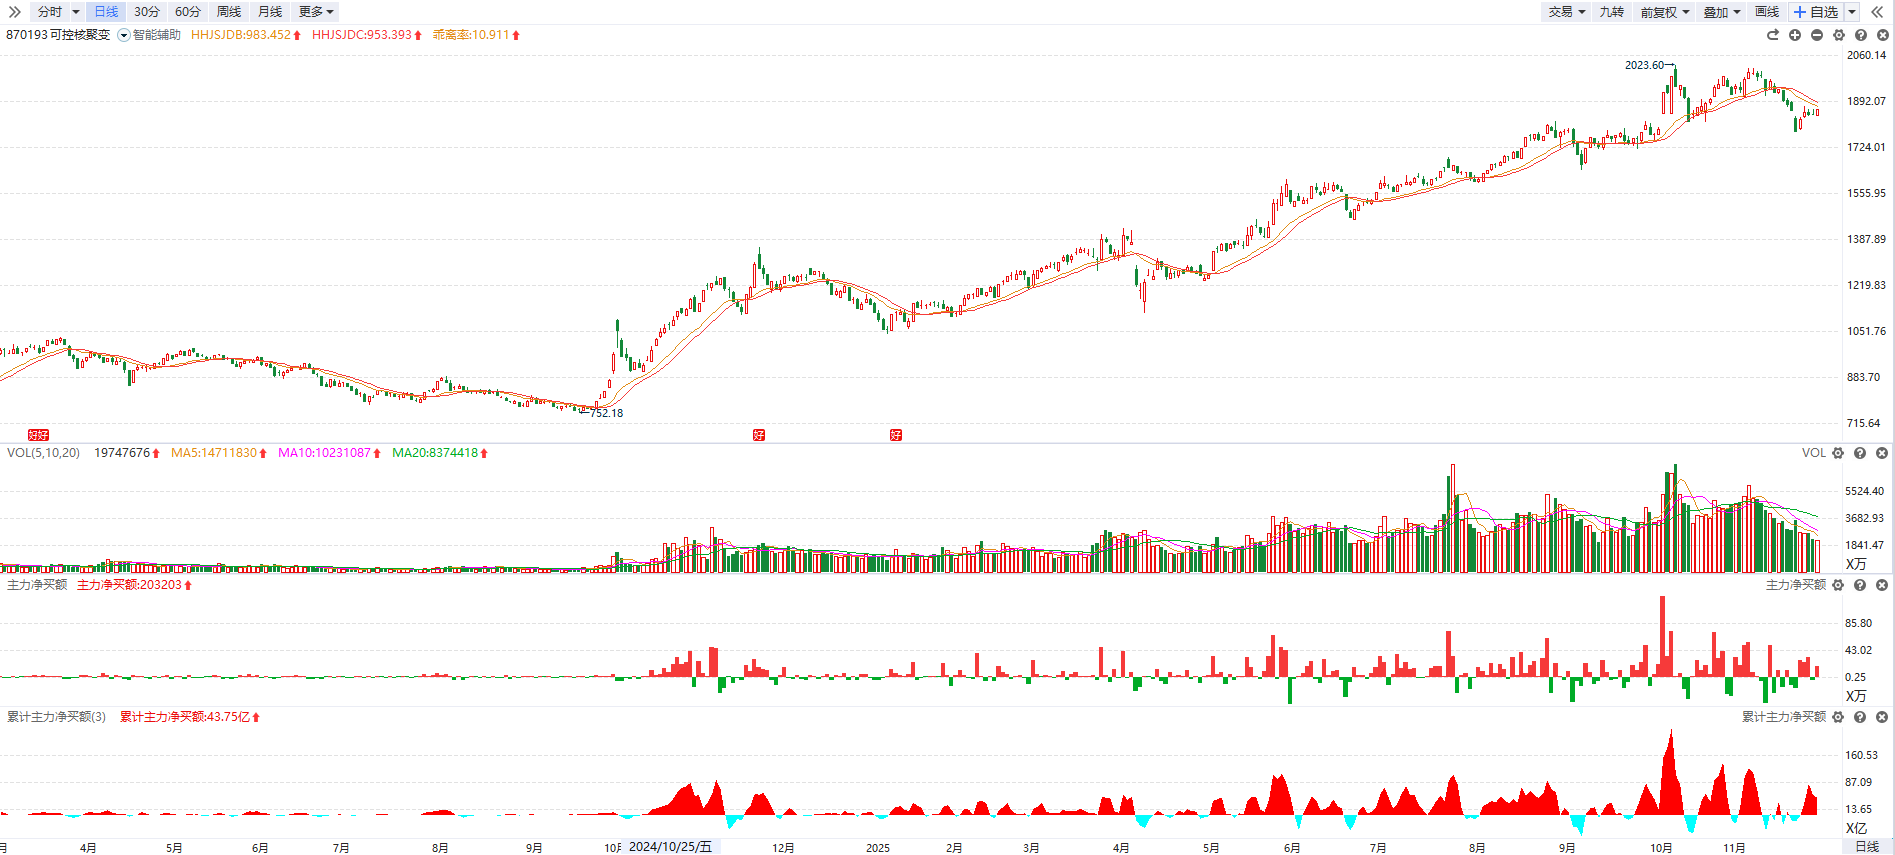 分时 日线 30分 60分 周线 月线 更多 交易 九转 前复权 叠加 画线 自选
870193 可控核聚变 智能辅助 HHJSJDB:983.452 HHJSJDC:953.393 乖离率:10.911
2060.14
2023.60
1892.07
1724.01
1555.95
1387.89
1219.83
1051.76
883.70
752.18
715.64
好好 好 好
VOL(5,10,20) 19747676 MA5:14711830 MA10:10231087 MA20:8374418 VOL
5524.40
3682.93
1841.47
X万
主力净买额 主力净买额:203203 主力净买额
85.80
43.02
0.25
X万
累计主力净买额(3) 累计主力净买额:43.75亿 累计主力净买额
160.53
87.09
13.65
X亿
月 4月 5月 6月 7月 8月 9月 10月 2024/10/25/五 12月 2025 2月 3月 4月 5月 6月 7月 8月 9月 10月 11月 日线